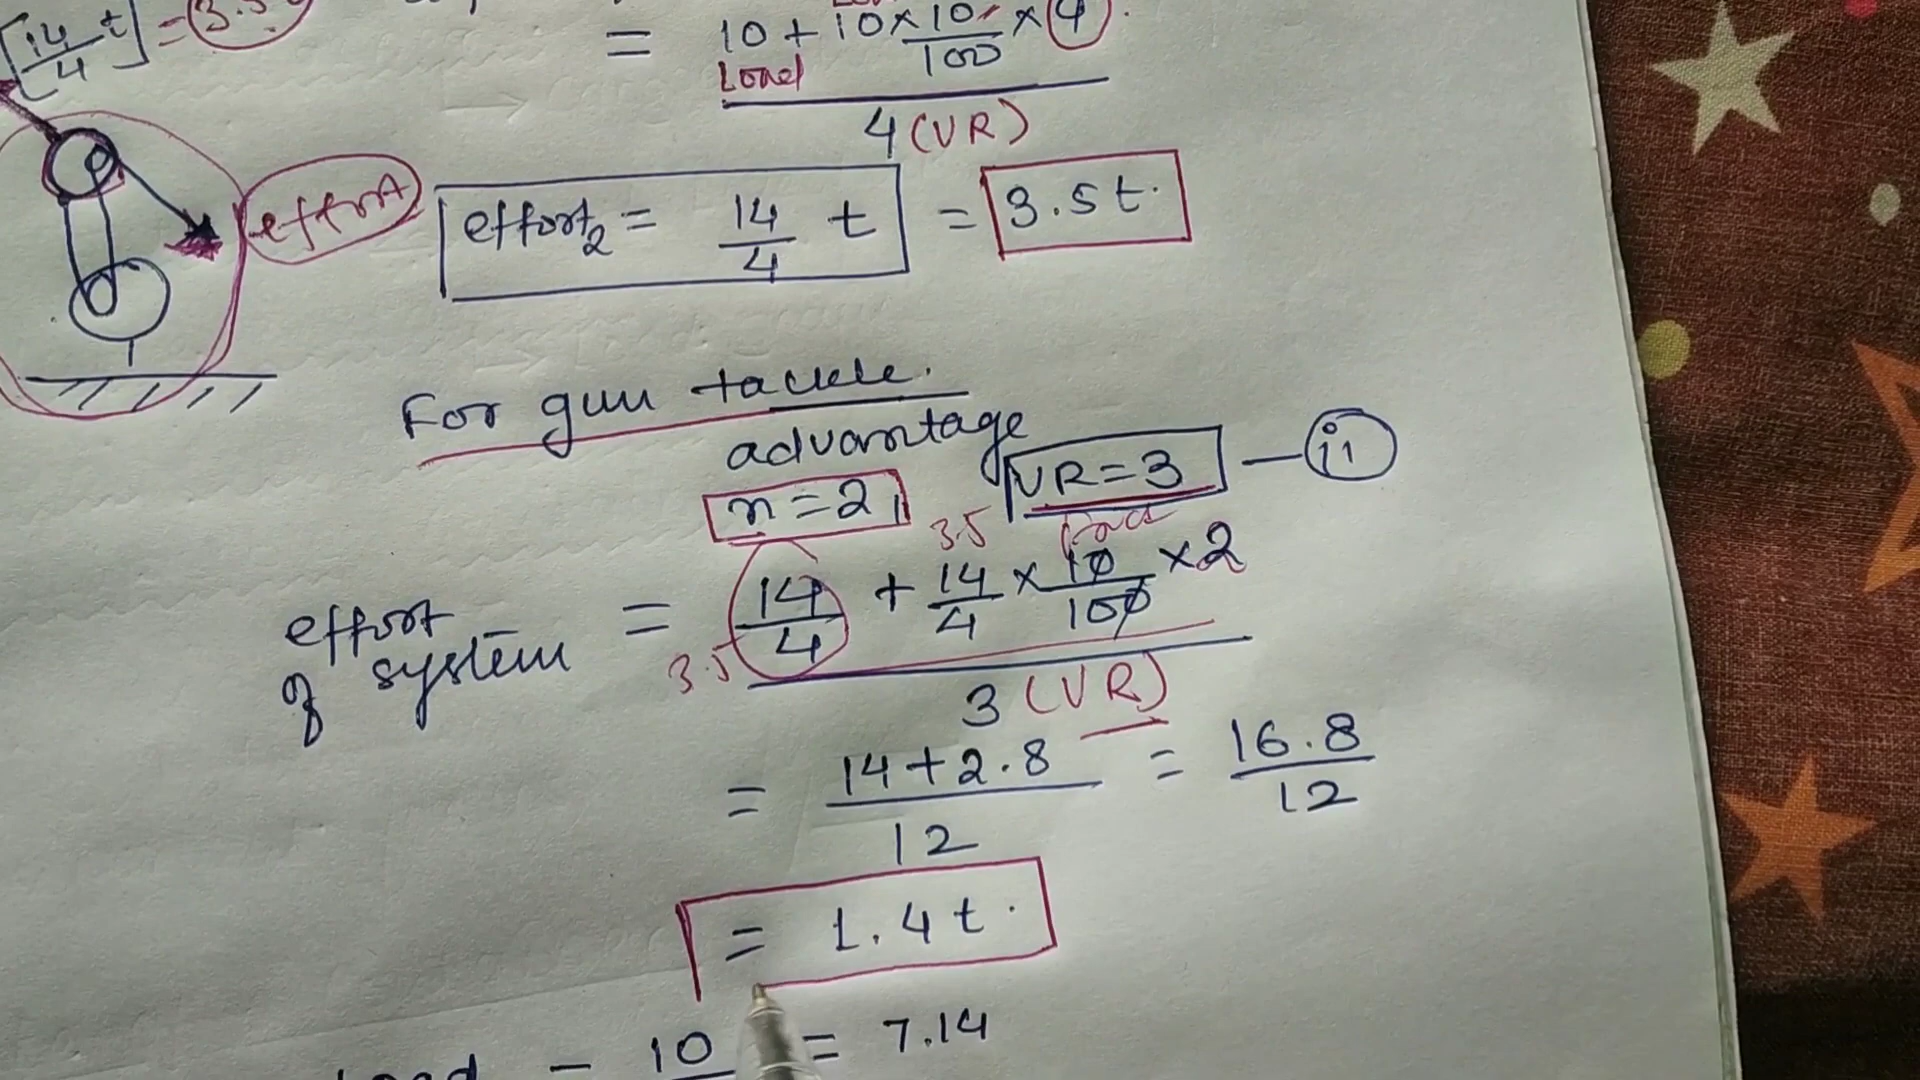 [14/4 t] = 3.5
= 10 + 10 × 10/100 × 4
Load
4 (VR)
effort
effort₂ = 14/4 t = 3.5 t.
For gun tackle.
advantage
n = 2, VR = 3 — ii
3.5
effort of system = 14/4 + 14/4 × 10/100 × 2
3.5
3 (VR)
= 14 + 2.8 / 12 = 16.8 / 12
= 1.4 t.
10 = 7.14